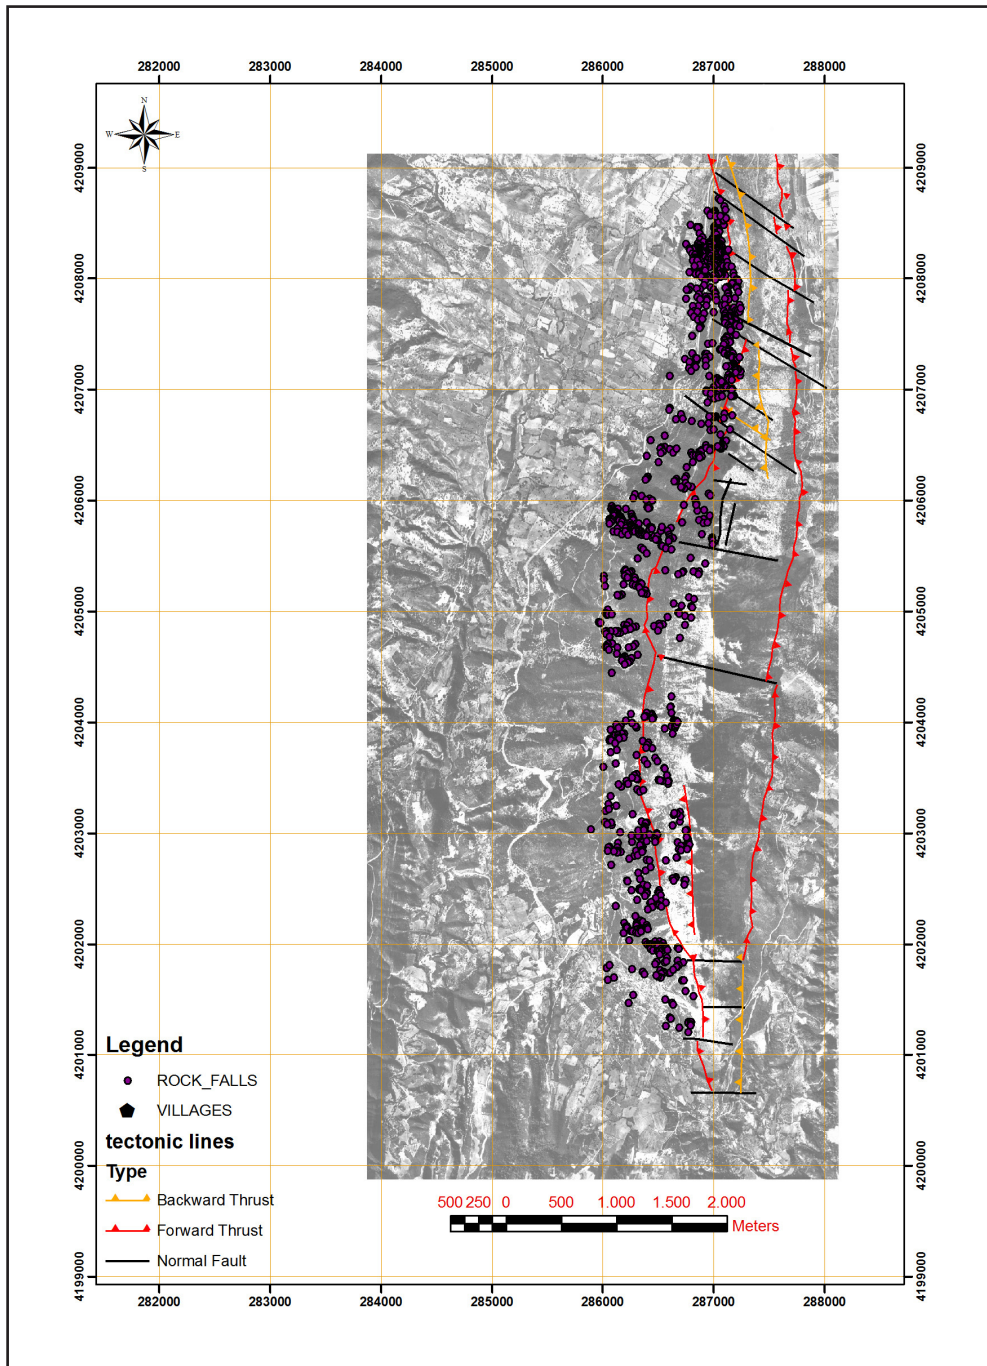 282000 283000 284000 285000 286000 287000 288000
N
W E
S
4209000 4209000
4208000 4208000
4207000 4207000
4206000 4206000
4205000 4205000
4204000 4204000
4203000 4203000
4202000 4202000
4201000 4201000
4200000 4200000
4199000 4199000
Legend
ROCK_FALLS
VILLAGES
tectonic lines
Type
Backward Thrust
Forward Thrust
Normal Fault
500 250 0 500 1.000 1.500 2.000
Meters
282000 283000 284000 285000 286000 287000 288000